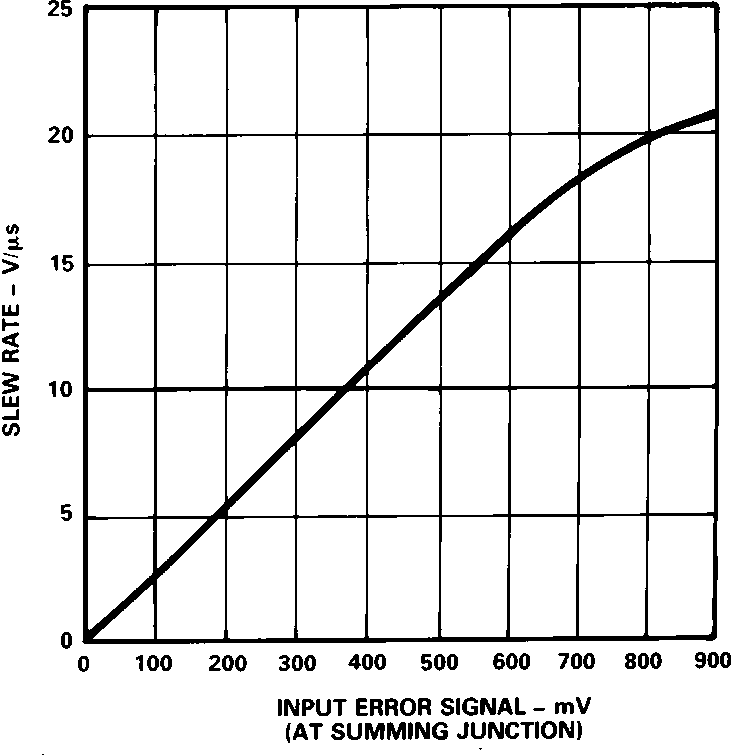 25
20
15
10
5
0
SLEW RATE – V/μs
0 100 200 300 400 500 600 700 800 900
INPUT ERROR SIGNAL – mV
(AT SUMMING JUNCTION)